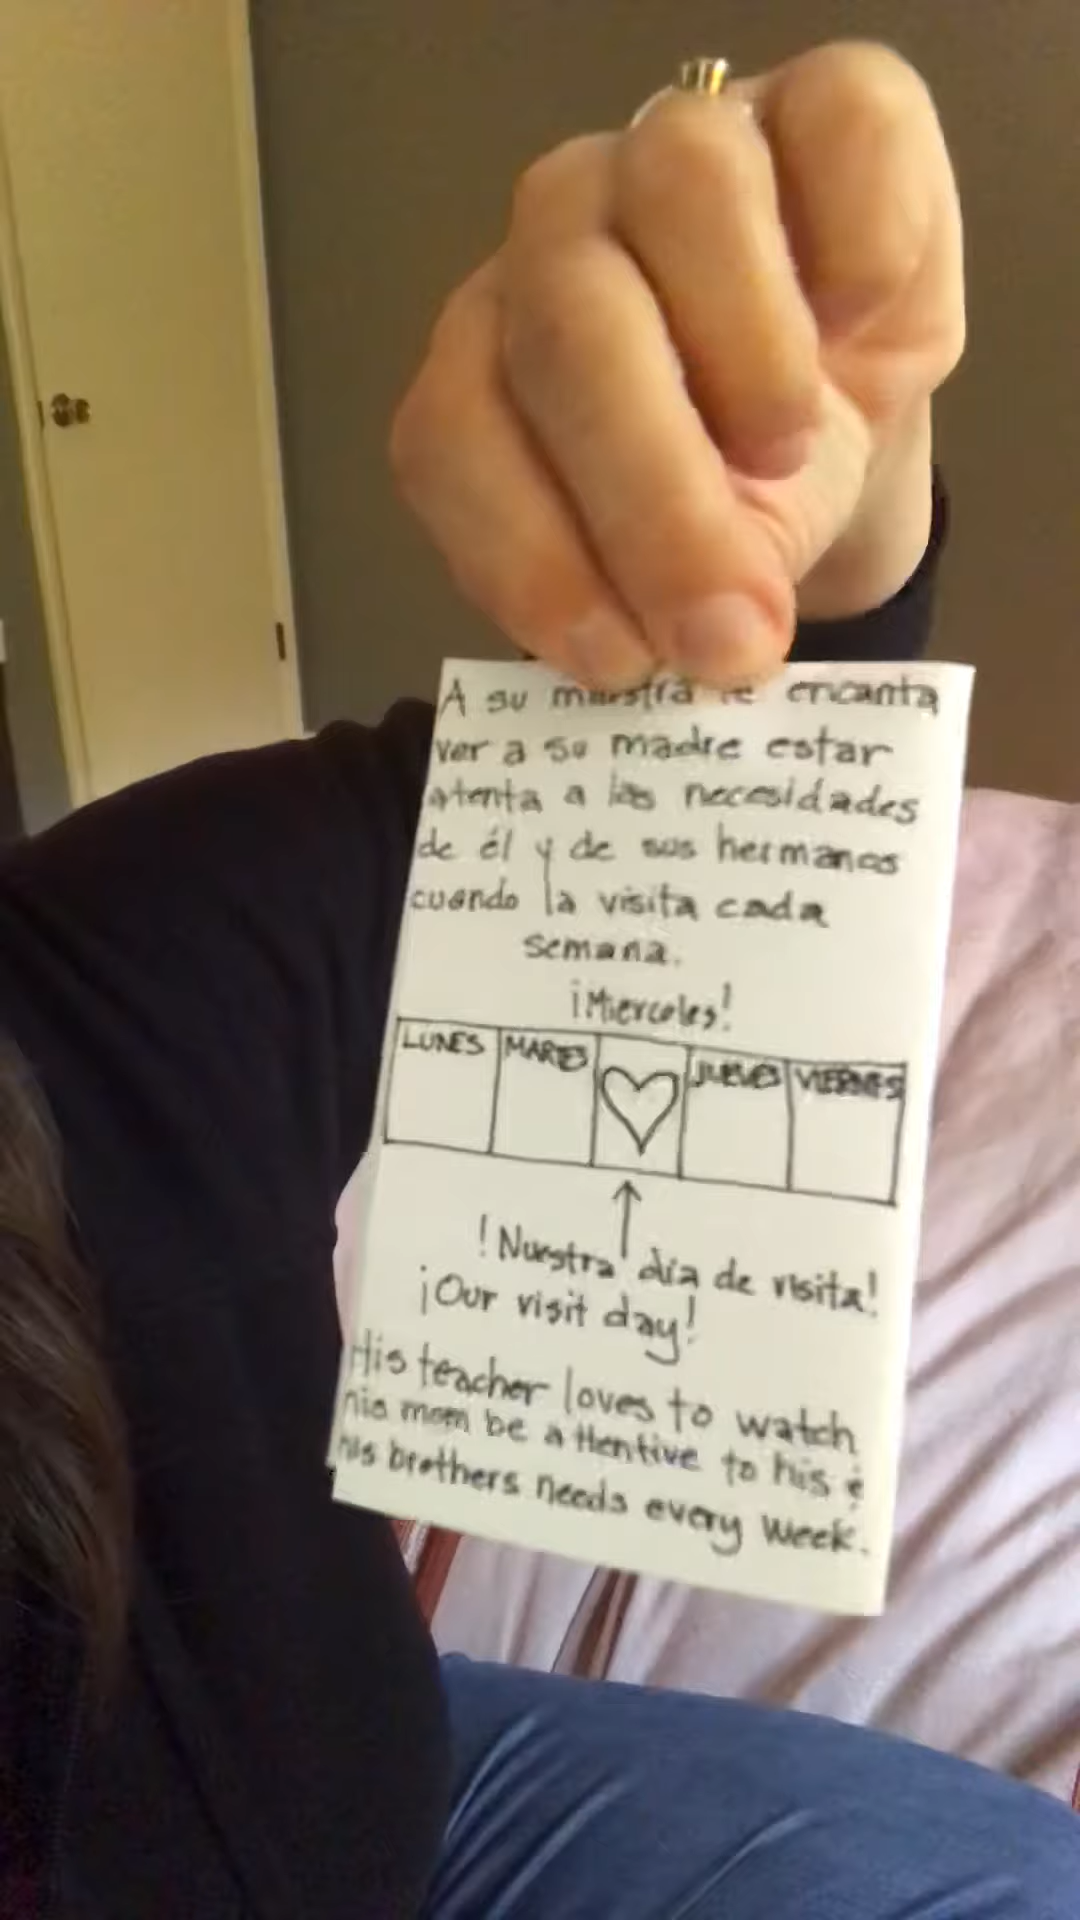 A su maestra le encanta
ver a su madre estar
atenta a las necesidades
de él y de sus hermanos
cuando la visita cada
semana.
¡Miercoles!
LUNES MARTES JUEVES VIERNES
! Nuestra dia de visita!
¡Our visit day!
His teacher loves to watch
his mom be attentive to his &
his brothers needs every week.